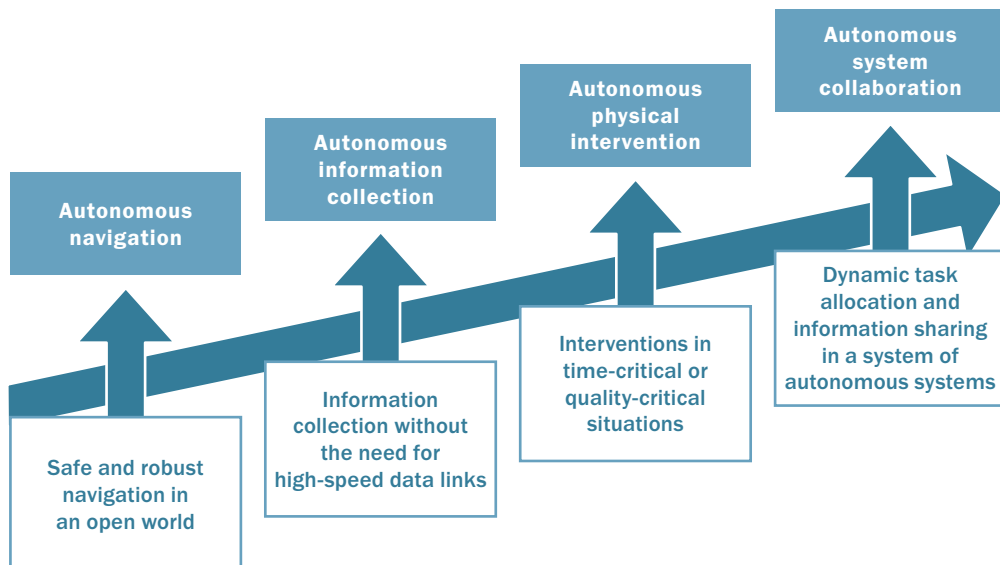 Autonomous
navigation
Safe and robust
navigation in
an open world
Autonomous
information
collection
Information
collection without
the need for
high-speed data links
Autonomous
physical
intervention
Interventions in
time-critical or
quality-critical
situations
Autonomous
system
collaboration
Dynamic task
allocation and
information sharing
in a system of
autonomous systems